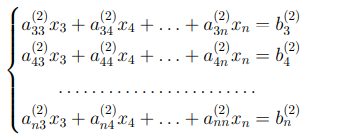 a_{33}^{(2)}x_3 + a_{34}^{(2)}x_4 + ... + a_{3n}^{(2)}x_n = b_3^{(2)}
a_{43}^{(2)}x_3 + a_{44}^{(2)}x_4 + ... + a_{4n}^{(2)}x_n = b_4^{(2)}
........................
a_{n3}^{(2)}x_3 + a_{n4}^{(2)}x_4 + ... + a_{nn}^{(2)}x_n = b_n^{(2)}